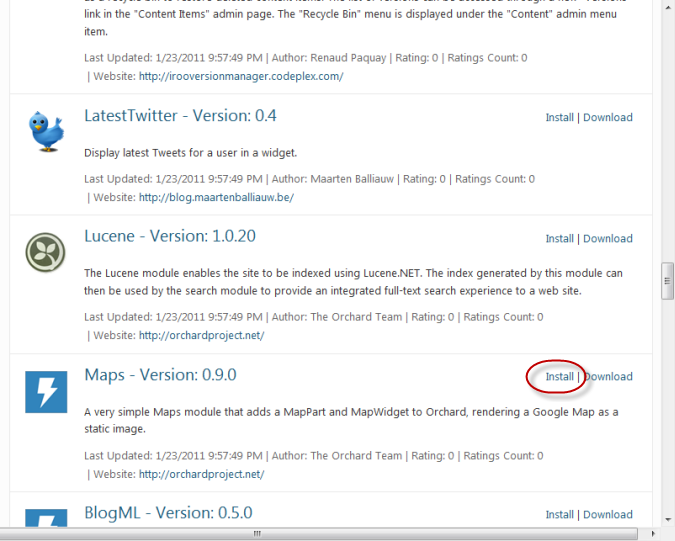 link in the "Content Items" admin page. The "Recycle Bin" menu is displayed under the "Content" admin menu
item.
Last Updated: 1/23/2011 9:57:49 PM | Author: Renaud Paquay | Rating: 0 | Ratings Count: 0
| Website: http://irooversionmanager.codeplex.com/
LatestTwitter - Version: 0.4
Install | Download
Display latest Tweets for a user in a widget.
Last Updated: 1/23/2011 9:57:49 PM | Author: Maarten Balliauw | Rating: 0 | Ratings Count: 0
| Website: http://blog.maartenballiauw.be/
Lucene - Version: 1.0.20
Install | Download
The Lucene module enables the site to be indexed using Lucene.NET. The index generated by this module can
then be used by the search module to provide an integrated full-text search experience to a web site.
Last Updated: 1/23/2011 9:57:49 PM | Author: The Orchard Team | Rating: 0 | Ratings Count: 0
| Website: http://orchardproject.net/
Maps - Version: 0.9.0
Install | Download
A very simple Maps module that adds a MapPart and MapWidget to Orchard, rendering a Google Map as a
static image.
Last Updated: 1/23/2011 9:57:49 PM | Author: The Orchard Team | Rating: 0 | Ratings Count: 0
| Website: http://orchardproject.net/
BlogML - Version: 0.5.0
Install | Download